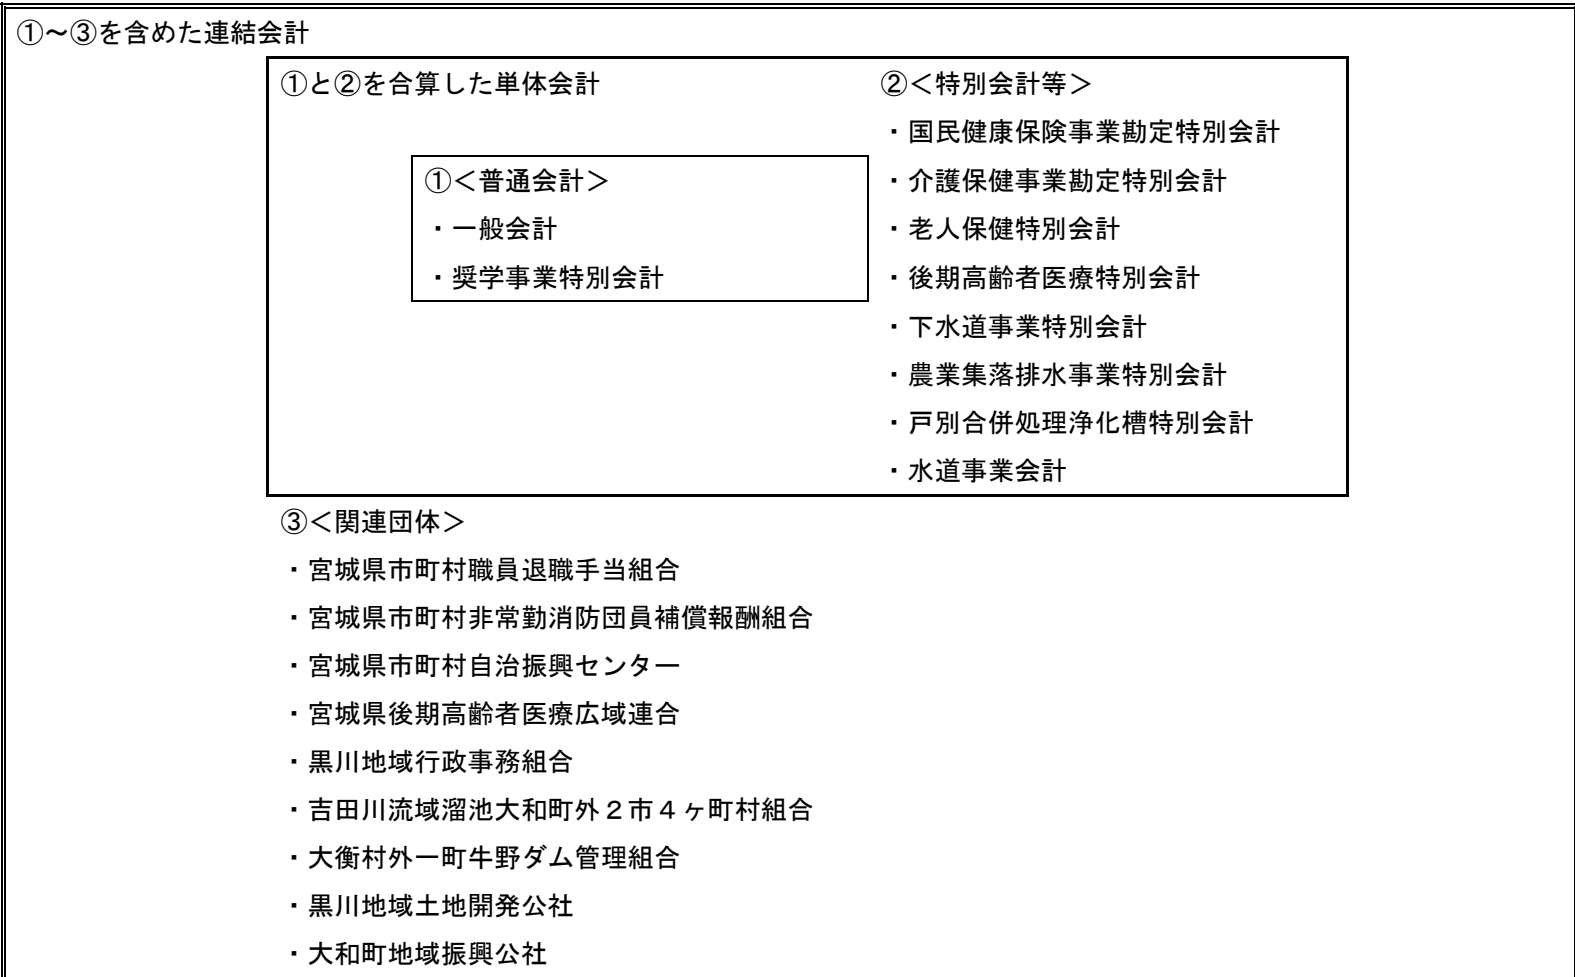 ①～③を含めた連結会計
①と②を合算した単体会計
①＜普通会計＞
・一般会計
・奨学事業特別会計
②＜特別会計等＞
・国民健康保険事業勘定特別会計
・介護保健事業勘定特別会計
・老人保健特別会計
・後期高齢者医療特別会計
・下水道事業特別会計
・農業集落排水事業特別会計
・戸別合併処理浄化槽特別会計
・水道事業会計
③＜関連団体＞
・宮城県市町村職員退職手当組合
・宮城県市町村非常勤消防団員補償報酬組合
・宮城県市町村自治振興センター
・宮城県後期高齢者医療広域連合
・黒川地域行政事務組合
・吉田川流域溜池大和町外２市４ヶ町村組合
・大衡村外一町牛野ダム管理組合
・黒川地域土地開発公社
・大和町地域振興公社